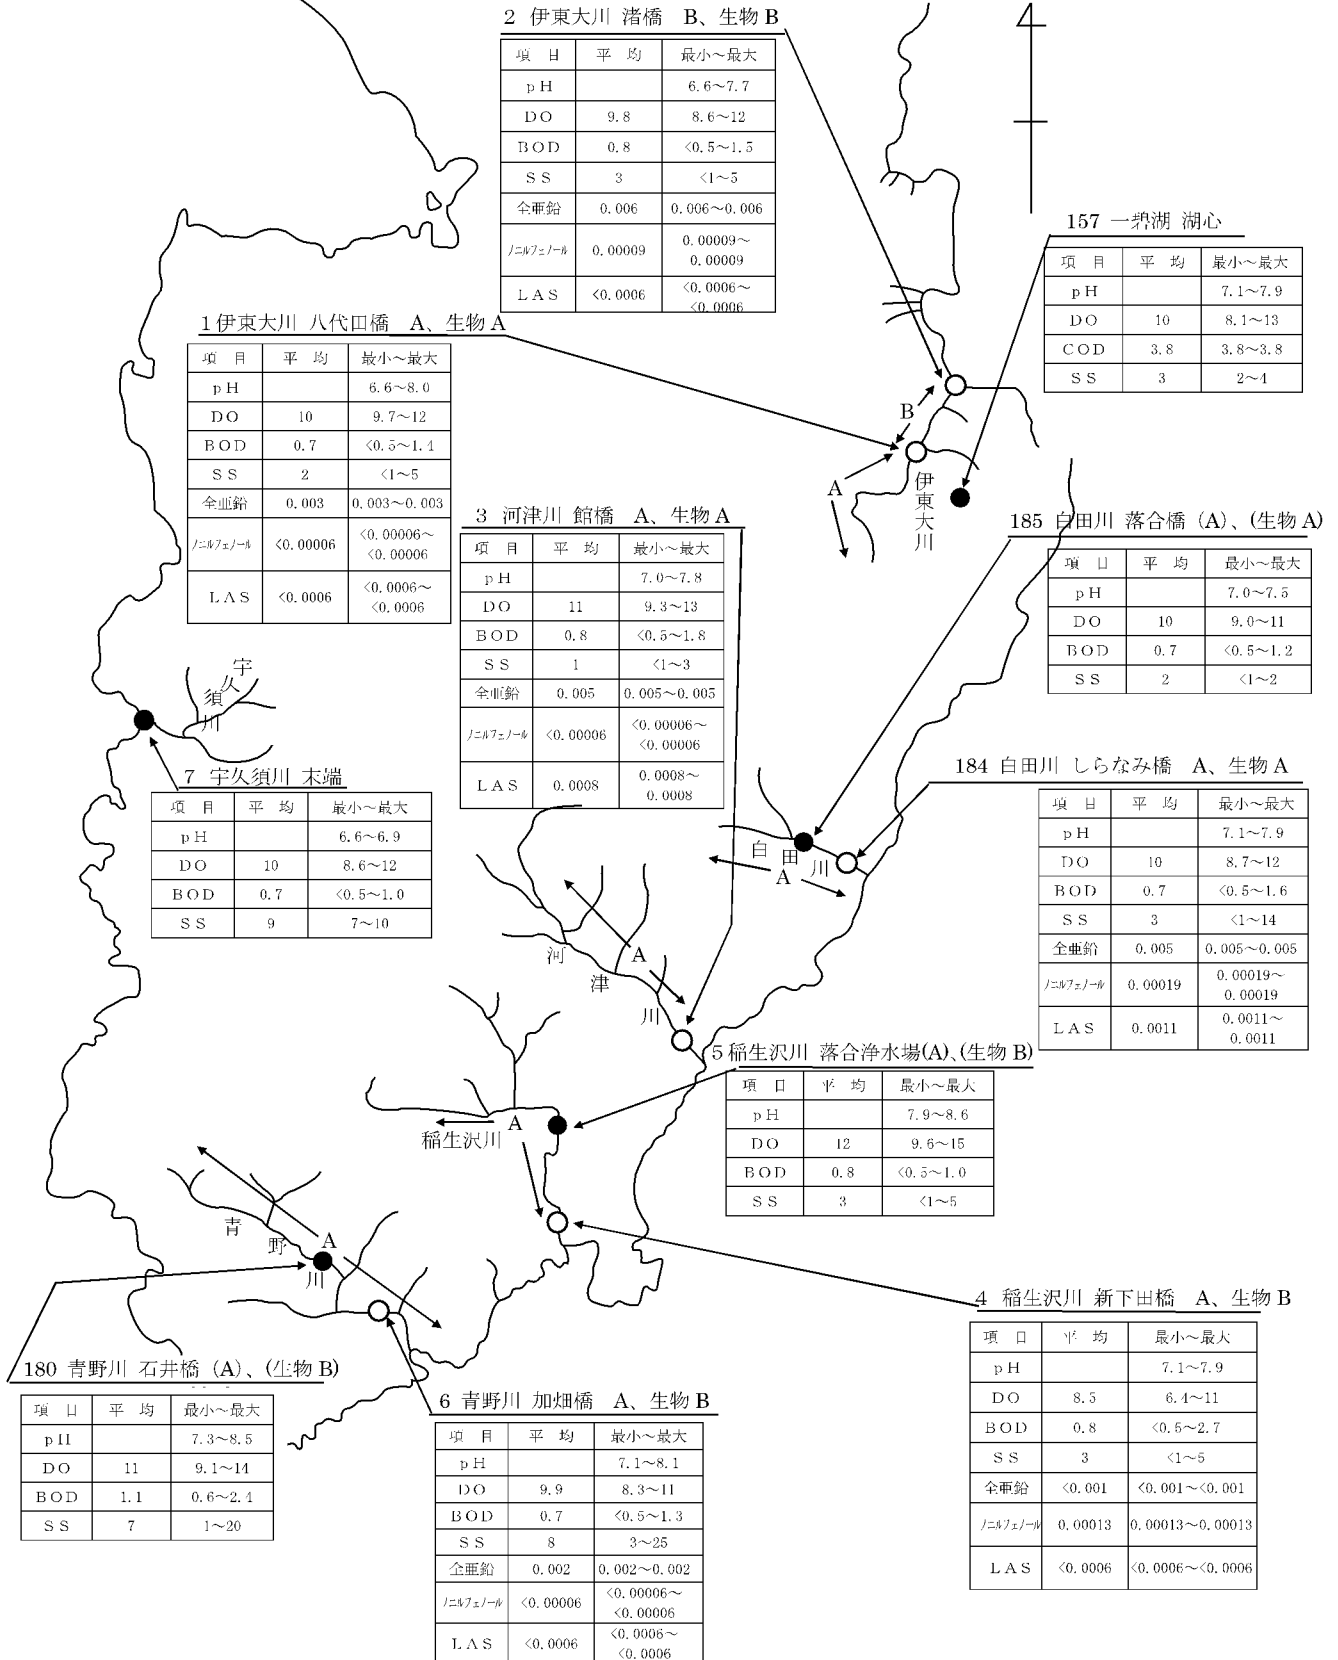 2 伊東大川 渚橋 B、生物 B
項 目 平 均 最小～最大
pH 6.6～7.7
DO 9.8 8.6～12
BOD 0.8 <0.5～1.5
SS 3 <1～5
全亜鉛 0.006 0.006～0.006
ノニルフェノール 0.00009 0.00009～
0.00009
LAS <0.0006 <0.0006～
<0.0006
157 一碧湖 湖心
項 目 平 均 最小～最大
pH 7.1～7.9
DO 10 8.1～13
COD 3.8 3.8～3.8
SS 3 2～4
1 伊東大川 八代田橋 A、生物 A
項 目 平 均 最小～最大
pH 6.6～8.0
DO 10 9.7～12
BOD 0.7 <0.5～1.4
SS 2 <1～5
全亜鉛 0.003 0.003～0.003
ノニルフェノール <0.00006 <0.00006～
<0.00006
LAS <0.0006 <0.0006～
<0.0006
B
A
伊東大川
3 河津川 館橋 A、生物 A
項 目 平 均 最小～最大
pH 7.0～7.8
DO 11 9.3～13
BOD 0.8 <0.5～1.8
SS 1 <1～3
全亜鉛 0.005 0.005～0.005
ノニルフェノール <0.00006 <0.00006～
<0.00006
LAS 0.0008 0.0008～
0.0008
185 白田川 落合橋 (A)、(生物 A)
項 目 平 均 最小～最大
pH 7.0～7.5
DO 10 9.0～11
BOD 0.7 <0.5～1.2
SS 2 <1～2
宇久須川
7 宇久須川 末端
項 目 平 均 最小～最大
pH 6.6～6.9
DO 10 8.6～12
BOD 0.7 <0.5～1.0
SS 9 7～10
184 白田川 しらなみ橋 A、生物 A
項 目 平 均 最小～最大
pH 7.1～7.9
DO 10 8.7～12
BOD 0.7 <0.5～1.6
SS 3 <1～14
全亜鉛 0.005 0.005～0.005
ノニルフェノール 0.00019 0.00019～
0.00019
LAS 0.0011 0.0011～
0.0011
白田川
A
河津川
A
5 稲生沢川 落合浄水場(A)、(生物 B)
項 目 平 均 最小～最大
pH 7.9～8.6
DO 12 9.6～15
BOD 0.8 <0.5～1.0
SS 3 <1～5
A
稲生沢川
青野川
A
4 稲生沢川 新下田橋 A、生物 B
項 目 平 均 最小～最大
pH 7.1～7.9
DO 8.5 6.4～11
BOD 0.8 <0.5～2.7
SS 3 <1～5
全亜鉛 <0.001 <0.001～<0.001
ノニルフェノール 0.00013 0.00013～0.00013
LAS <0.0006 <0.0006～<0.0006
180 青野川 石井橋 (A)、(生物 B)
項 目 平 均 最小～最大
pH 7.3～8.5
DO 11 9.1～14
BOD 1.1 0.6～2.4
SS 7 1～20
6 青野川 加畑橋 A、生物 B
項 目 平 均 最小～最大
pH 7.1～8.1
DO 9.9 8.3～11
BOD 0.7 <0.5～1.3
SS 8 3～25
全亜鉛 0.002 0.002～0.002
ノニルフェノール <0.00006 <0.00006～
<0.00006
LAS <0.0006 <0.0006～
<0.0006